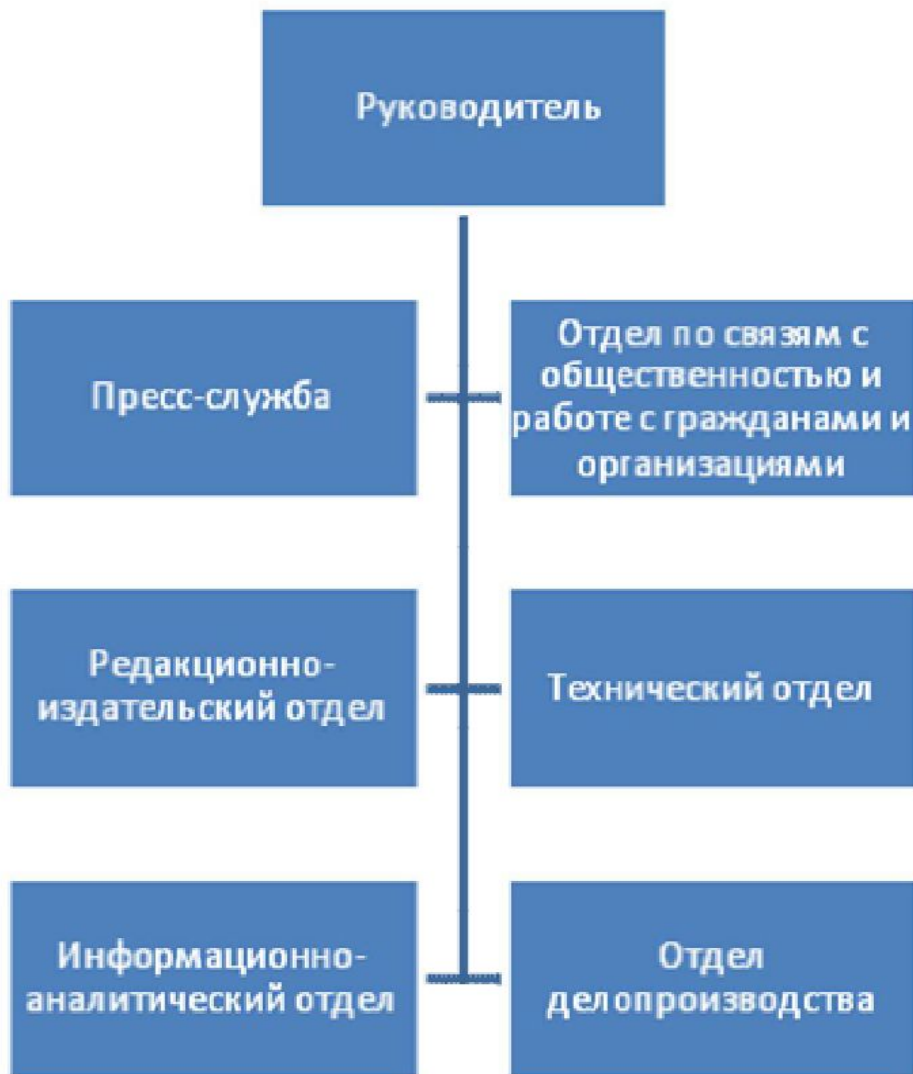 Руководитель
Пресс-служба
Отдел по связям с
общественностью и
работе с гражданами и
организациями
Редакционно-
издательский отдел
Технический отдел
Информационно-
аналитический отдел
Отдел
делопроизводства